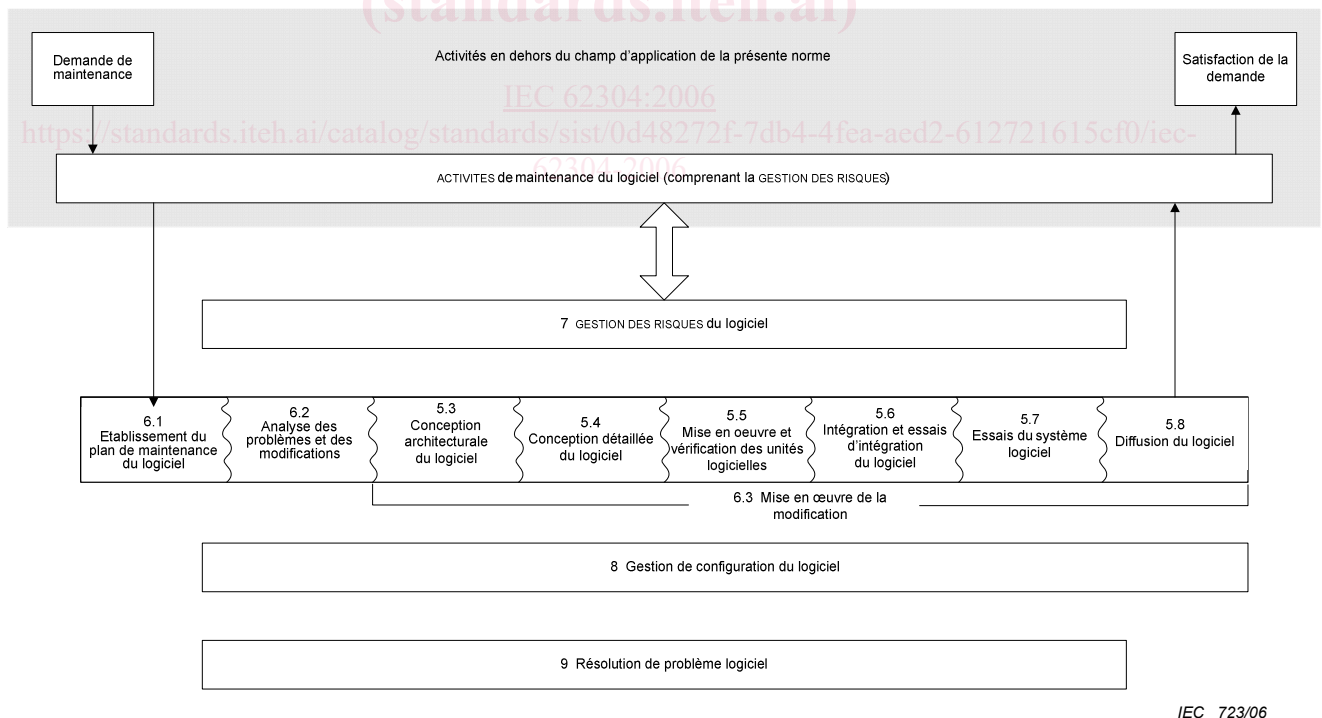 (standards.iteh.ai)
Demande de
maintenance
Activités en dehors du champ d'application de la présente norme
Satisfaction de la
demande
IEC 62304:2006
https://standards.iteh.ai/catalog/standards/sist/0d48272f-7db4-4fea-aed2-612721615cf0/iec-
62304-2006
ACTIVITES de maintenance du logiciel (comprenant la GESTION DES RISQUES)
7 GESTION DES RISQUES du logiciel
6.1
Etablissement du
plan de maintenance
du logiciel
6.2
Analyse des
problèmes et des
modifications
5.3
Conception
architecturale
du logiciel
5.4
Conception détaillée
du logiciel
5.5
Mise en oeuvre et
vérification des unités
logicielles
5.6
Intégration et essais
d'intégration
du logiciel
5.7
Essais du système
logiciel
5.8
Diffusion du logiciel
6.3 Mise en œuvre de la
modification
8 Gestion de configuration du logiciel
9 Résolution de problème logiciel
IEC 723/06